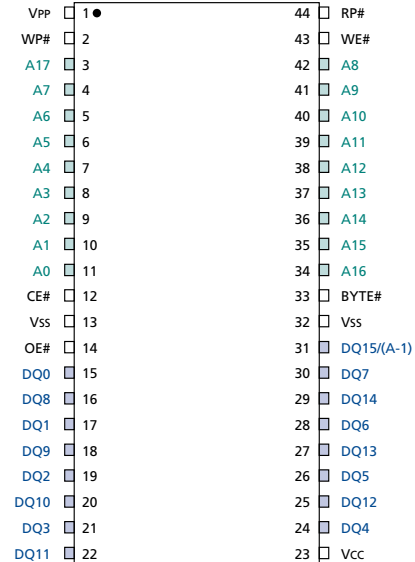 VPP 1 44 RP#
WP# 2 43 WE#
A17 3 42 A8
A7 4 41 A9
A6 5 40 A10
A5 6 39 A11
A4 7 38 A12
A3 8 37 A13
A2 9 36 A14
A1 10 35 A15
A0 11 34 A16
CE# 12 33 BYTE#
Vss 13 32 Vss
OE# 14 31 DQ15/(A-1)
DQ0 15 30 DQ7
DQ8 16 29 DQ14
DQ1 17 28 DQ6
DQ9 18 27 DQ13
DQ2 19 26 DQ5
DQ10 20 25 DQ12
DQ3 21 24 DQ4
DQ11 22 23 Vcc